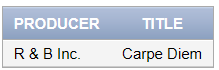 PRODUCER TITLE
R & B Inc. Carpe Diem